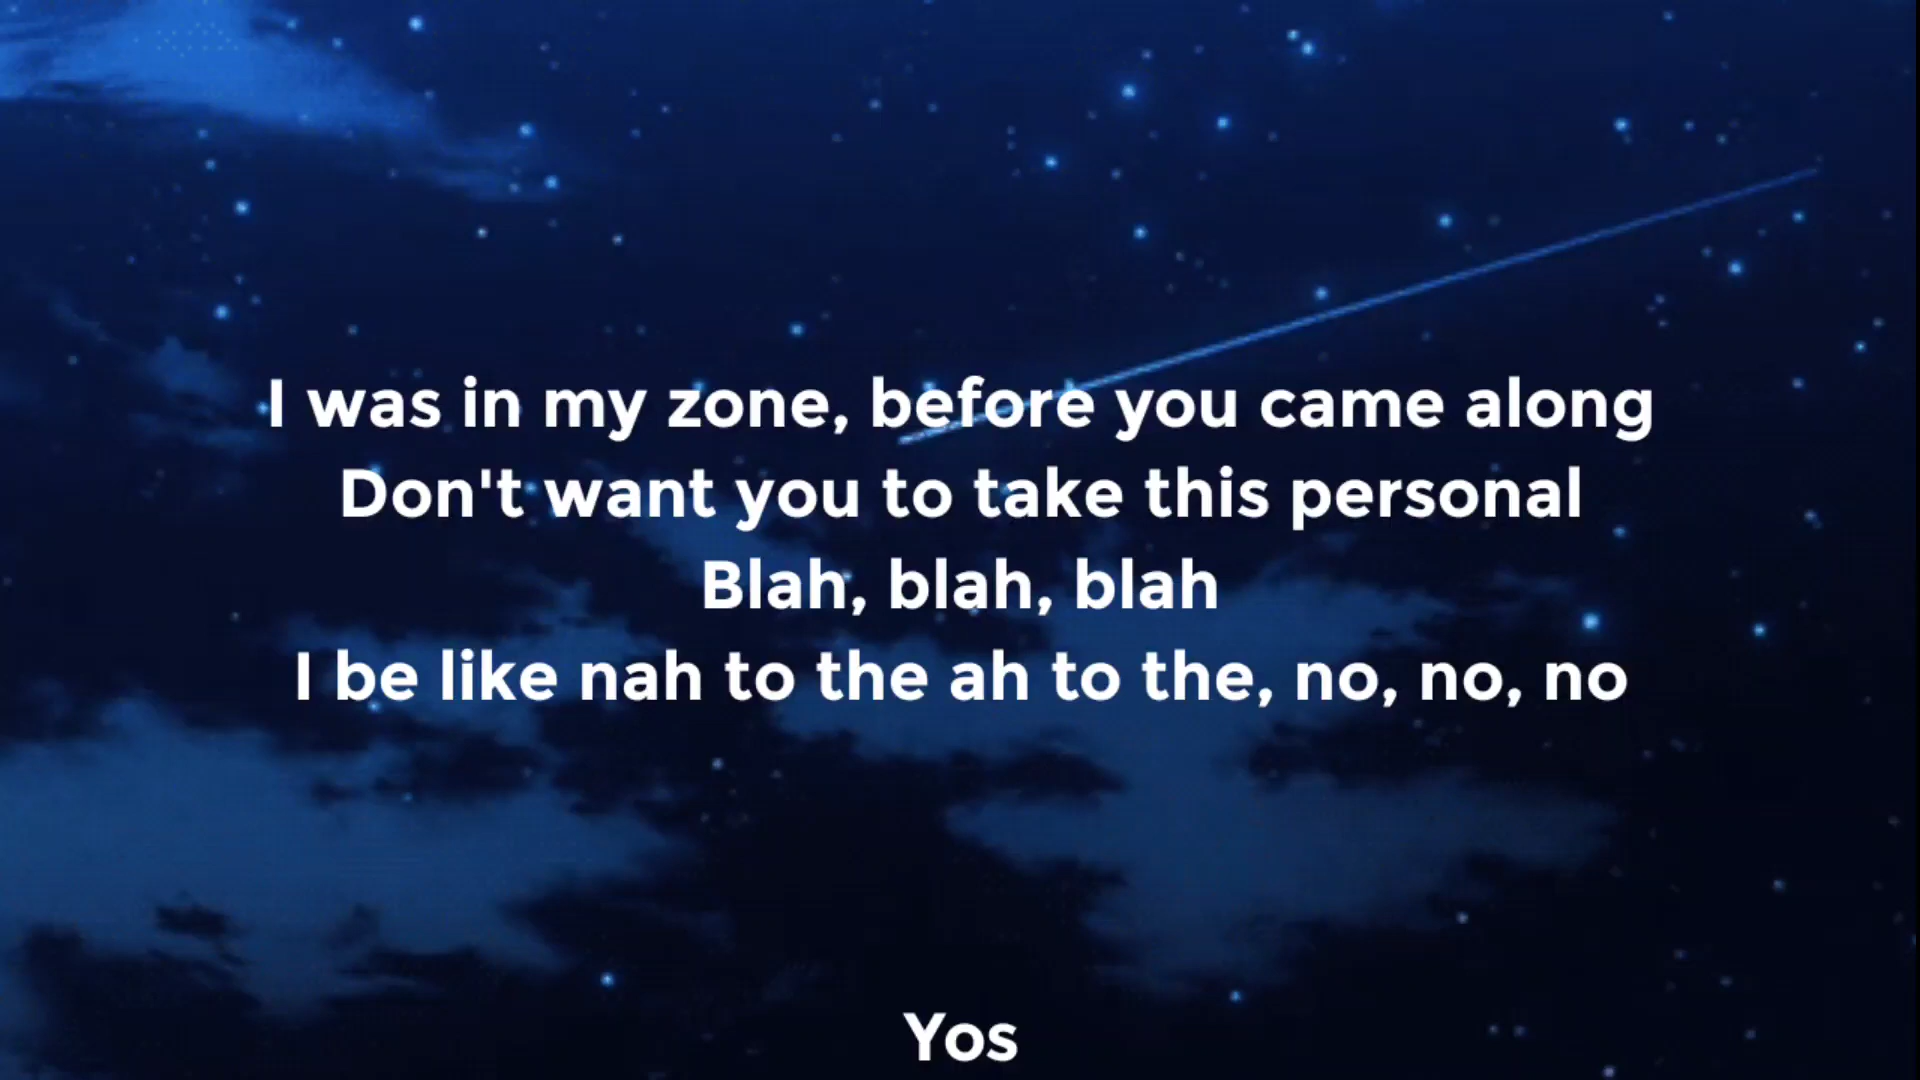 I was in my zone, before you came along
Don't want you to take this personal
Blah, blah, blah
I be like nah to the ah to the, no, no, no
Yos